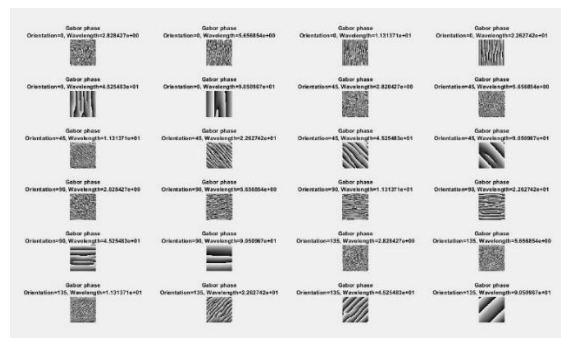 Gabor phase Gabor phase Gabor phase Gabor phase
Orientation=0, Wavelength=2.828427e+00 Orientation=0, Wavelength=5.656854e+00 Orientation=0, Wavelength=1.131371e+01 Orientation=0, Wavelength=2.262742e+01
Gabor phase Gabor phase Gabor phase Gabor phase
Orientation=0, Wavelength=4.525483e+01 Orientation=0, Wavelength=9.050967e+01 Orientation=45, Wavelength=2.828427e+00 Orientation=45, Wavelength=5.656854e+00
Gabor phase Gabor phase Gabor phase Gabor phase
Orientation=45, Wavelength=1.131371e+01 Orientation=45, Wavelength=2.262742e+01 Orientation=45, Wavelength=4.525483e+01 Orientation=45, Wavelength=9.050967e+01
Gabor phase Gabor phase Gabor phase Gabor phase
Orientation=90, Wavelength=2.828427e+00 Orientation=90, Wavelength=5.656854e+00 Orientation=90, Wavelength=1.131371e+01 Orientation=90, Wavelength=2.262742e+01
Gabor phase Gabor phase Gabor phase Gabor phase
Orientation=90, Wavelength=4.525483e+01 Orientation=90, Wavelength=9.050967e+01 Orientation=135, Wavelength=2.828427e+00 Orientation=135, Wavelength=5.656854e+00
Gabor phase Gabor phase Gabor phase Gabor phase
Orientation=135, Wavelength=1.131371e+01 Orientation=135, Wavelength=2.262742e+01 Orientation=135, Wavelength=4.525483e+01 Orientation=135, Wavelength=9.050967e+01